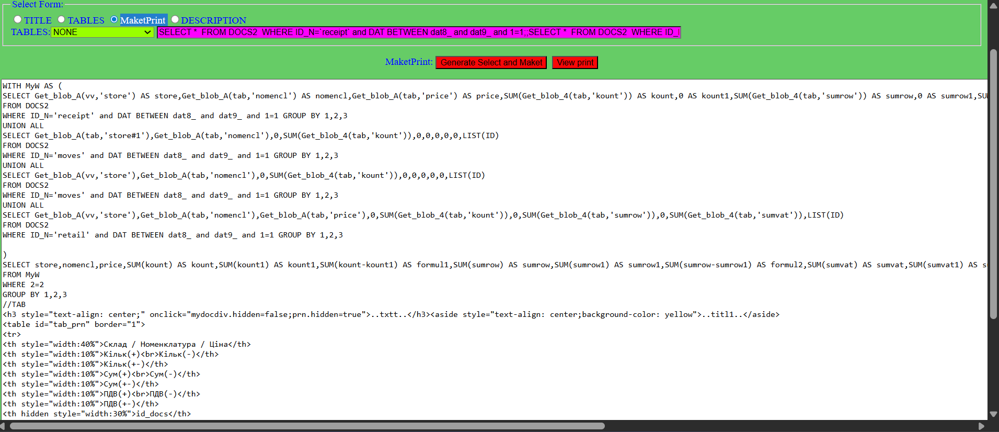 Select Form:
TITLE TABLES MaketPrint DESCRIPTION
TABLES: NONE SELECT * FROM DOCS2 WHERE ID_N=`receipt` and DAT BETWEEN dat8_ and dat9_ and 1=1;;SELECT * FROM DOCS2 WHERE ID_I
MaketPrint: Generate Select and Maket View print
WITH MyW AS (
SELECT Get_blob_A(vv,'store') AS store,Get_blob_A(tab,'nomencl') AS nomencl,Get_blob_A(tab,'price') AS price,SUM(Get_blob_4(tab,'kount')) AS kount,0 AS kount1,SUM(Get_blob_4(tab,'sumrow')) AS sumrow,0 AS sumrow1,SUM
FROM DOCS2
WHERE ID_N='receipt' and DAT BETWEEN dat8_ and dat9_ and 1=1 GROUP BY 1,2,3
UNION ALL
SELECT Get_blob_A(tab,'store#1'),Get_blob_A(tab,'nomencl'),0,SUM(Get_blob_4(tab,'kount')),0,0,0,0,0,LIST(ID)
FROM DOCS2
WHERE ID_N='moves' and DAT BETWEEN dat8_ and dat9_ and 1=1 GROUP BY 1,2,3
UNION ALL
SELECT Get_blob_A(vv,'store'),Get_blob_A(tab,'nomencl'),0,SUM(Get_blob_4(tab,'kount')),0,0,0,0,0,LIST(ID)
FROM DOCS2
WHERE ID_N='moves' and DAT BETWEEN dat8_ and dat9_ and 1=1 GROUP BY 1,2,3
UNION ALL
SELECT Get_blob_A(vv,'store'),Get_blob_A(tab,'nomencl'),Get_blob_A(tab,'price'),0,SUM(Get_blob_4(tab,'kount')),0,SUM(Get_blob_4(tab,'sumrow')),0,SUM(Get_blob_4(tab,'sumvat')),LIST(ID)
FROM DOCS2
WHERE ID_N='retail' and DAT BETWEEN dat8_ and dat9_ and 1=1 GROUP BY 1,2,3
)
SELECT store,nomencl,price,SUM(kount) AS kount,SUM(kount1) AS kount1,SUM(kount-kount1) AS formul1,SUM(sumrow) AS sumrow,SUM(sumrow1) AS sumrow1,SUM(sumrow-sumrow1) AS formul2,SUM(sumvat) AS sumvat,SUM(sumvat1) AS su
FROM MyW
WHERE 2=2
GROUP BY 1,2,3
//TAB
<h3 style="text-align: center;" onclick="mydocdiv.hidden=false;prn.hidden=true">..txtt..</h3><aside style="text-align: center;background-color: yellow">..titl1..</aside>
<table id="tab_prn" border="1">
<tr>
<th style="width:40%">Склад / Номенклатура / Ціна</th>
<th style="width:10%">Кільк(+)<br>Кільк(-)</th>
<th style="width:10%">Кільк(+-)</th>
<th style="width:10%">Сум(+)<br>Сум(-)</th>
<th style="width:10%">Сум(+-)</th>
<th style="width:10%">ПДВ(+)<br>ПДВ(-)</th>
<th style="width:10%">ПДВ(+-)</th>
<th hidden style="width:30%">id_docs</th>